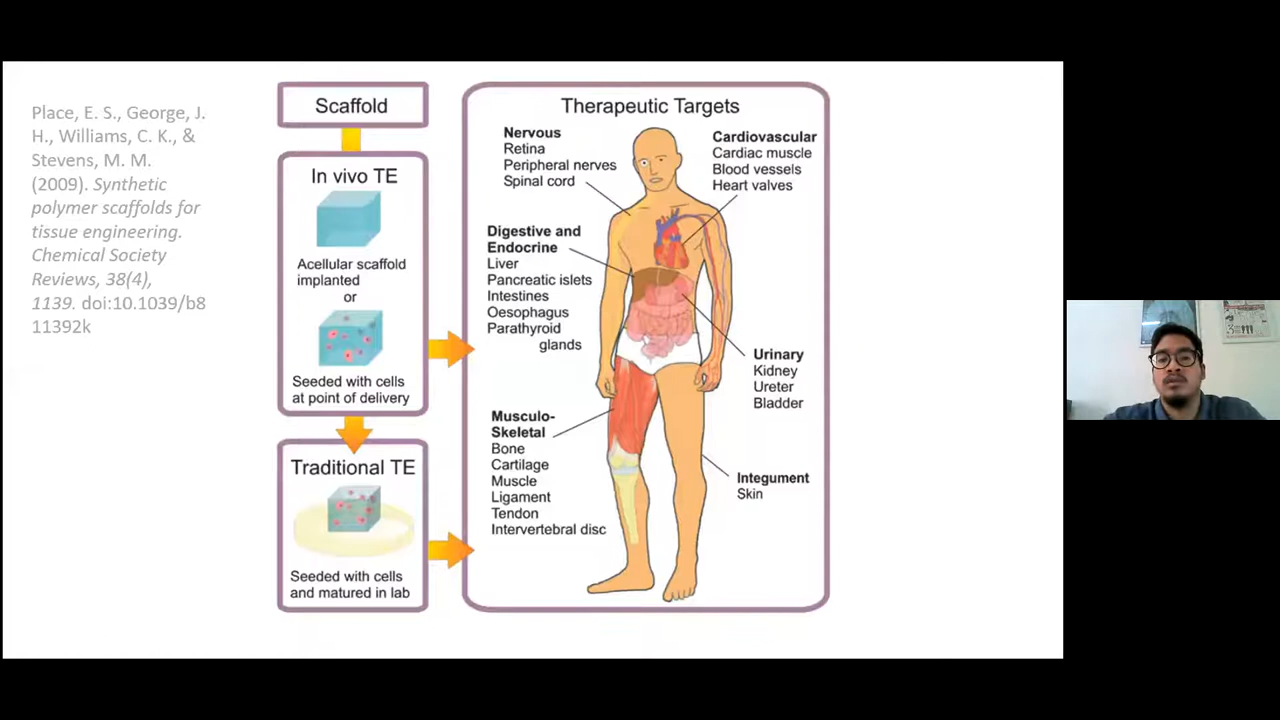 Place, E. S., George, J.
H., Williams, C. K., &
Stevens, M. M.
(2009). Synthetic
polymer scaffolds for
tissue engineering.
Chemical Society
Reviews, 38(4),
1139. doi:10.1039/b8
11392k
Scaffold
In vivo TE
Acellular scaffold
implanted
or
Seeded with cells
at point of delivery
Traditional TE
Seeded with cells
and matured in lab
Therapeutic Targets
Nervous
Retina
Peripheral nerves
Spinal cord
Cardiovascular
Cardiac muscle
Blood vessels
Heart valves
Digestive and
Endocrine
Liver
Pancreatic islets
Intestines
Oesophagus
Parathyroid
glands
Urinary
Kidney
Ureter
Bladder
Musculo-
Skeletal
Bone
Cartilage
Muscle
Ligament
Tendon
Intervertebral disc
Integument
Skin